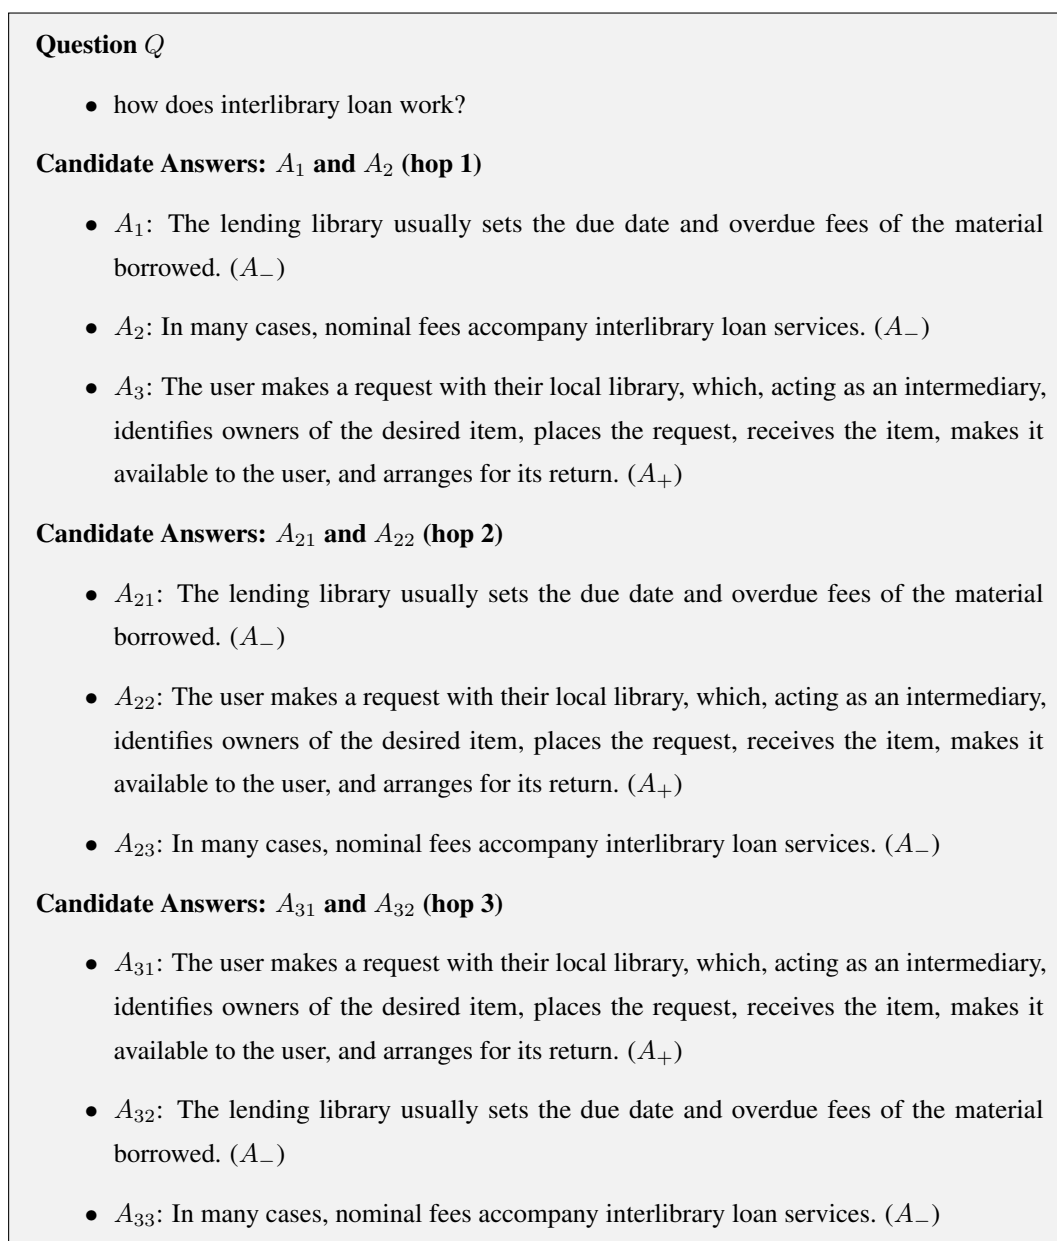 Question Q
• how does interlibrary loan work?
Candidate Answers: A₁ and A₂ (hop 1)
• A₁: The lending library usually sets the due date and overdue fees of the material
borrowed. (A₋)
• A₂: In many cases, nominal fees accompany interlibrary loan services. (A₋)
• A₃: The user makes a request with their local library, which, acting as an intermediary,
identifies owners of the desired item, places the request, receives the item, makes it
available to the user, and arranges for its return. (A₊)
Candidate Answers: A₂₁ and A₂₂ (hop 2)
• A₂₁: The lending library usually sets the due date and overdue fees of the material
borrowed. (A₋)
• A₂₂: The user makes a request with their local library, which, acting as an intermediary,
identifies owners of the desired item, places the request, receives the item, makes it
available to the user, and arranges for its return. (A₊)
• A₂₃: In many cases, nominal fees accompany interlibrary loan services. (A₋)
Candidate Answers: A₃₁ and A₃₂ (hop 3)
• A₃₁: The user makes a request with their local library, which, acting as an intermediary,
identifies owners of the desired item, places the request, receives the item, makes it
available to the user, and arranges for its return. (A₊)
• A₃₂: The lending library usually sets the due date and overdue fees of the material
borrowed. (A₋)
• A₃₃: In many cases, nominal fees accompany interlibrary loan services. (A₋)